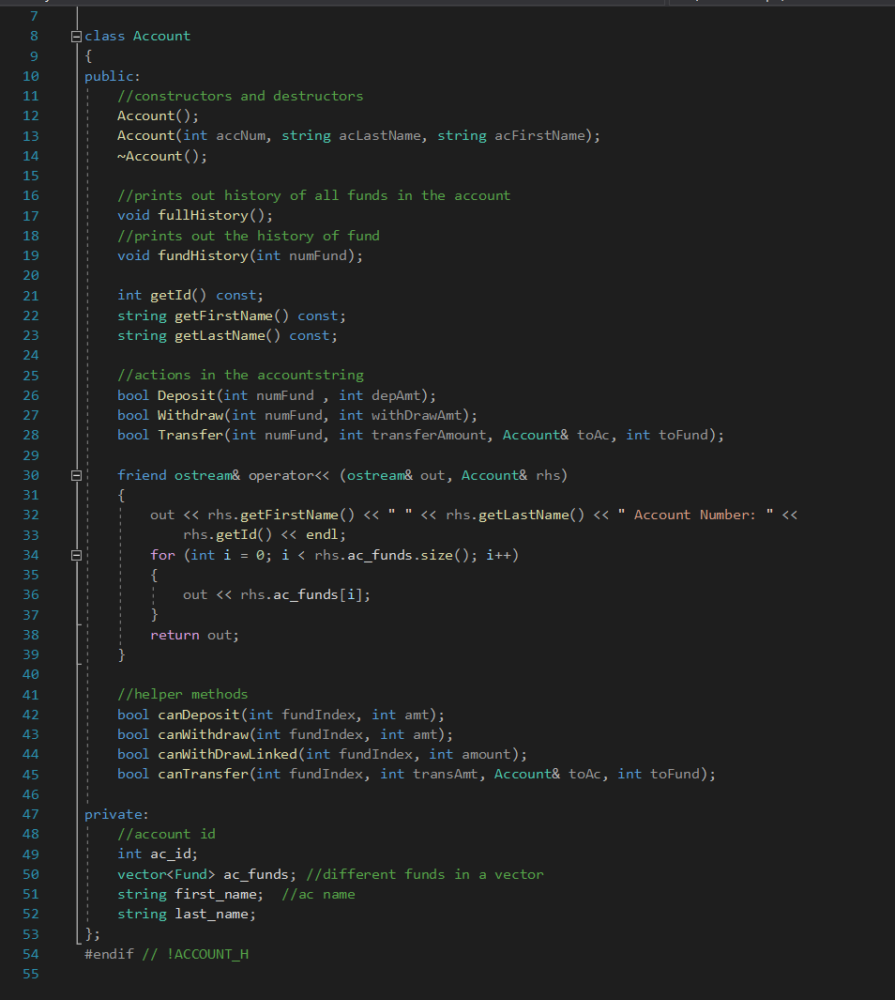 7
8 class Account
9 {
10 public:
11     //constructors and destructors
12     Account();
13     Account(int accNum, string acLastName, string acFirstName);
14     ~Account();
15
16     //prints out history of all funds in the account
17     void fullHistory();
18     //prints out the history of fund
19     void fundHistory(int numFund);
20
21     int getId() const;
22     string getFirstName() const;
23     string getLastName() const;
24
25     //actions in the accountstring
26     bool Deposit(int numFund , int depAmt);
27     bool Withdraw(int numFund, int withDrawAmt);
28     bool Transfer(int numFund, int transferAmount, Account& toAc, int toFund);
29
30     friend ostream& operator<< (ostream& out, Account& rhs)
31     {
32         out << rhs.getFirstName() << " " << rhs.getLastName() << " Account Number: " <<
33             rhs.getId() << endl;
34         for (int i = 0; i < rhs.ac_funds.size(); i++)
35         {
36             out << rhs.ac_funds[i];
37         }
38         return out;
39     }
40
41     //helper methods
42     bool canDeposit(int fundIndex, int amt);
43     bool canWithdraw(int fundIndex, int amt);
44     bool canWithDrawLinked(int fundIndex, int amount);
45     bool canTransfer(int fundIndex, int transAmt, Account& toAc, int toFund);
46
47 private:
48     //account id
49     int ac_id;
50     vector<Fund> ac_funds; //different funds in a vector
51     string first_name;  //ac name
52     string last_name;
53 };
54 #endif // !ACCOUNT_H
55